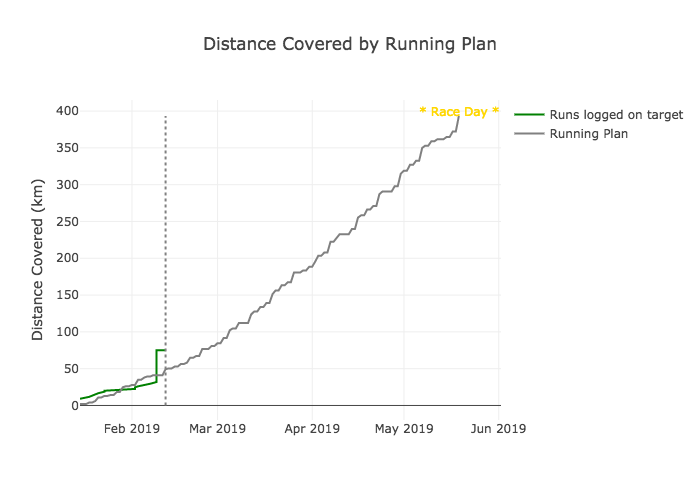 Distance Covered by Running Plan
* Race Day *
Runs logged on target
Running Plan
Distance Covered (km)
400
350
300
250
200
150
100
50
0
Feb 2019
Mar 2019
Apr 2019
May 2019
Jun 2019